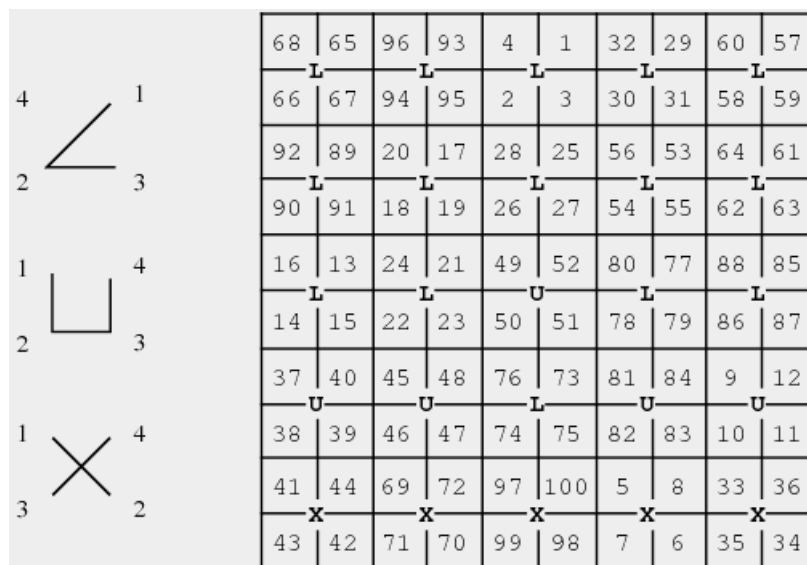 4 1
2 3
1 4
2 3
1 4
3 2
68 65 96 93 4 1 32 29 60 57
L L L L L
66 67 94 95 2 3 30 31 58 59
92 89 20 17 28 25 56 53 64 61
L L L L L
90 91 18 19 26 27 54 55 62 63
16 13 24 21 49 52 80 77 88 85
L L U L L
14 15 22 23 50 51 78 79 86 87
37 40 45 48 76 73 81 84 9 12
U U L U U
38 39 46 47 74 75 82 83 10 11
41 44 69 72 97 100 5 8 33 36
X X X X X
43 42 71 70 99 98 7 6 35 34